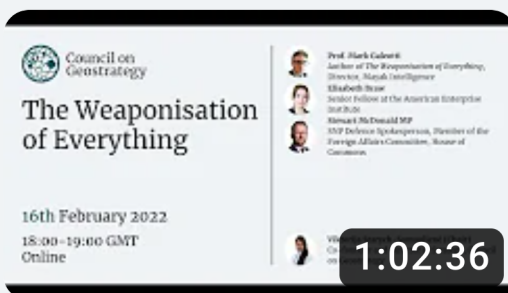 Council on
Geostrategy
The Weaponisation
of Everything
16th February 2022
18:00-19:00 GMT
Online
Prof. Mark Galeotti
Author of The Weaponisation of Everything,
Director, Mayak Intelligence
Elisabeth Braw
Senior Fellow at the American Enterprise
Institute
Stewart McDonald MP
SNP Defence Spokesperson, Member of the
Foreign Affairs Committee, House of
Commons
1:02:36